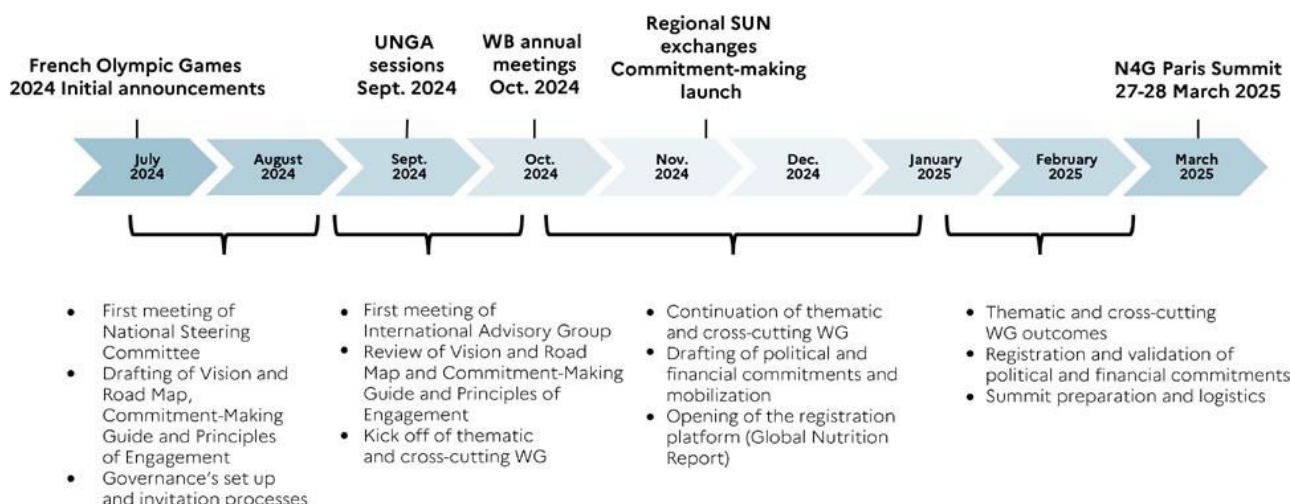 French Olympic Games
2024 Initial announcements
UNGA
sessions
Sept. 2024
WB annual
meetings
Oct. 2024
Regional SUN
exchanges
Commitment-making
launch
N4G Paris Summit
27-28 March 2025
July
2024
August
2024
Sept.
2024
Oct.
2024
Nov.
2024
Dec.
2024
January
2025
February
2025
March
2025
• First meeting of
National Steering
Committee
• Drafting of Vision and
Road Map,
Commitment-Making
Guide and Principles
of Engagement
• Governance's set up
and invitation processes
• First meeting of
International Advisory Group
• Review of Vision and Road
Map and Commitment-Making
Guide and Principles of
Engagement
• Kick off of thematic
and cross-cutting WG
• Continuation of thematic
and cross-cutting WG
• Drafting of political and
financial commitments and
mobilization
• Opening of the registration
platform (Global Nutrition
Report)
• Thematic and cross-cutting
WG outcomes
• Registration and validation of
political and financial commitments
• Summit preparation and logistics